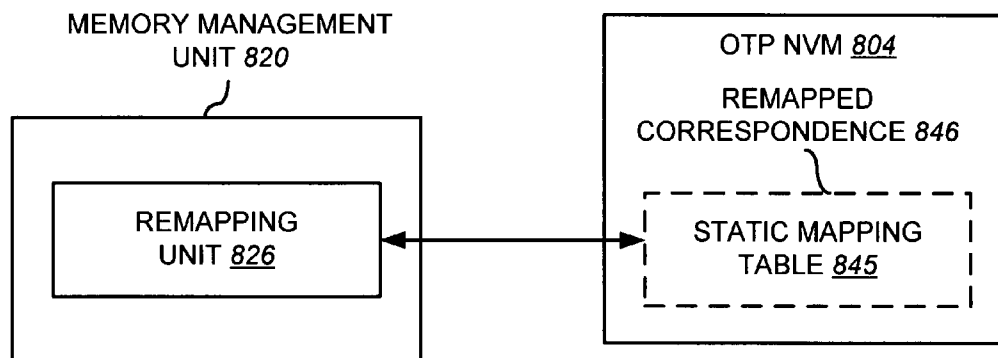 MEMORY MANAGEMENT
UNIT 820
REMAPPING
UNIT 826
OTP NVM 804
REMAPPED
CORRESPONDENCE 846
STATIC MAPPING
TABLE 845